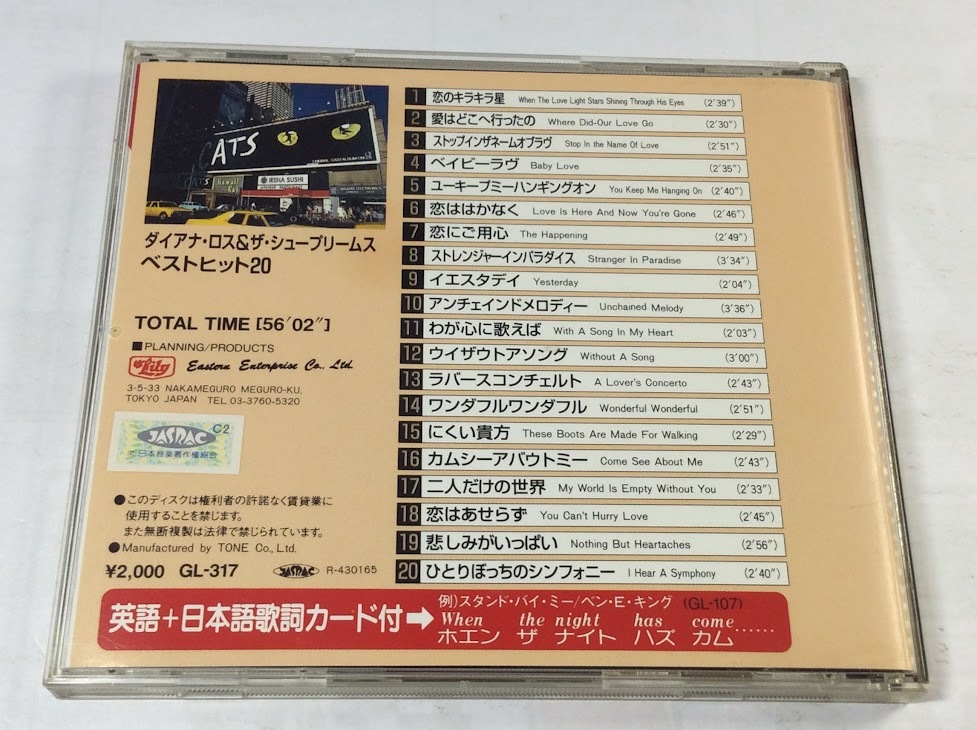 CATS
CATS
Hawaii Kai
IROHA SUSHI
ダイアナ・ロス&ザ・シュープリームス
ベストヒット20
TOTAL TIME [56'02"]
■PLANNING/PRODUCTS
Lily Eastern Enterprise Co., Ltd.
3-5-33 NAKAMEGURO MEGURO-KU,
TOKYO JAPAN TEL.03-3760-5320
C2
JASRAC
日本音楽著作権協会
●このディスクは権利者の許諾なく賃貸業に
使用することを禁じます。
また無断複製は法律で禁じられています。
●Manufactured by TONE Co., Ltd.
¥2,000 GL-317 JASRAC R-430165
1 恋のキラキラ星 When The Love Light Stars Shining Through His Eyes (2'39")
2 愛はどこへ行ったの Where Did-Our Love Go (2'30")
3 ストップインザネームオブラヴ Stop In the Name Of Love (2'51")
4 ベイビーラヴ Baby Love (2'35")
5 ユーキープミーハンギングオン You Keep Me Hanging On (2'40")
6 恋ははかなく Love Is Here And Now You're Gone (2'46")
7 恋にご用心 The Happening (2'49")
8 ストレンジャーインパラダイス Stranger In Paradise (3'34")
9 イエスタデイ Yesterday (2'04")
10 アンチェインドメロディー Unchained Melody (3'36")
11 わが心に歌えば With A Song In My Heart (2'03")
12 ウイザウトアソング Without A Song (3'00")
13 ラバースコンチェルト A Lover's Concerto (2'43")
14 ワンダフルワンダフル Wonderful Wonderful (2'51")
15 にくい貴方 These Boots Are Made For Walking (2'29")
16 カムシーアバウトミー Come See About Me (2'43")
17 二人だけの世界 My World Is Empty Without You (2'33")
18 恋はあせらず You Can't Hurry Love (2'45")
19 悲しみがいっぱい Nothing But Heartaches (2'56")
20 ひとりぼっちのシンフォニー I Hear A Symphony (2'40")
英語+日本語歌詞カード付➡
例)スタンド・バイ・ミー/ベン・E・キング (GL-107)
When the night has come
ホエン ザ ナイト ハズ カム……